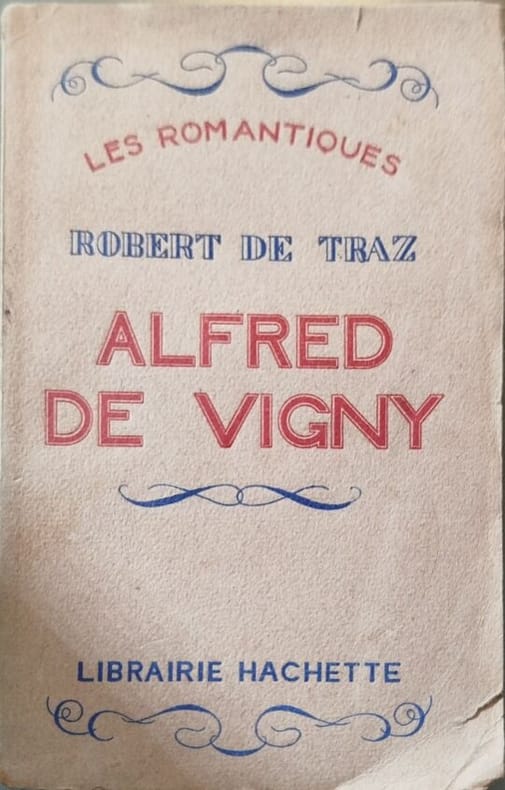 LES ROMANTIQUES
ROBERT DE TRAZ
ALFRED
DE VIGNY
LIBRAIRIE HACHETTE